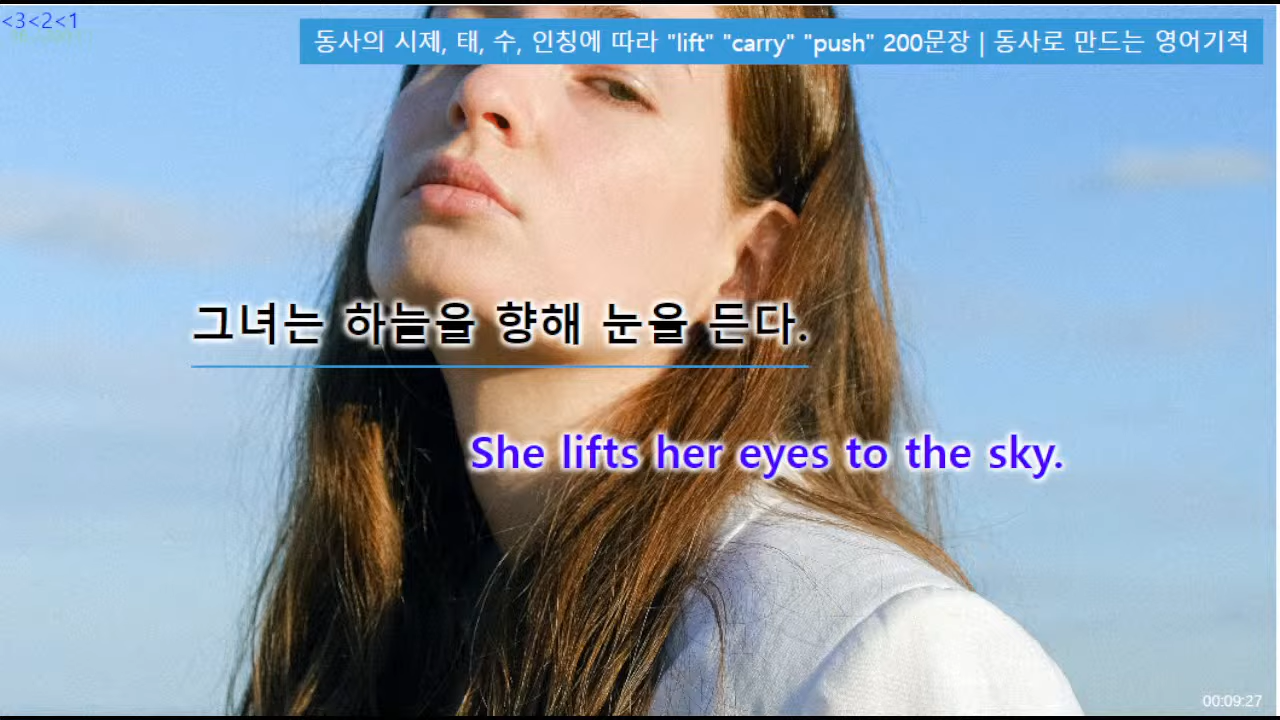 <3<2<1
동사의 시제, 태, 수, 인칭에 따라 "lift" "carry" "push" 200문장 | 동사로 만드는 영어기적
그녀는 하늘을 향해 눈을 든다.
She lifts her eyes to the sky.
00:09:27